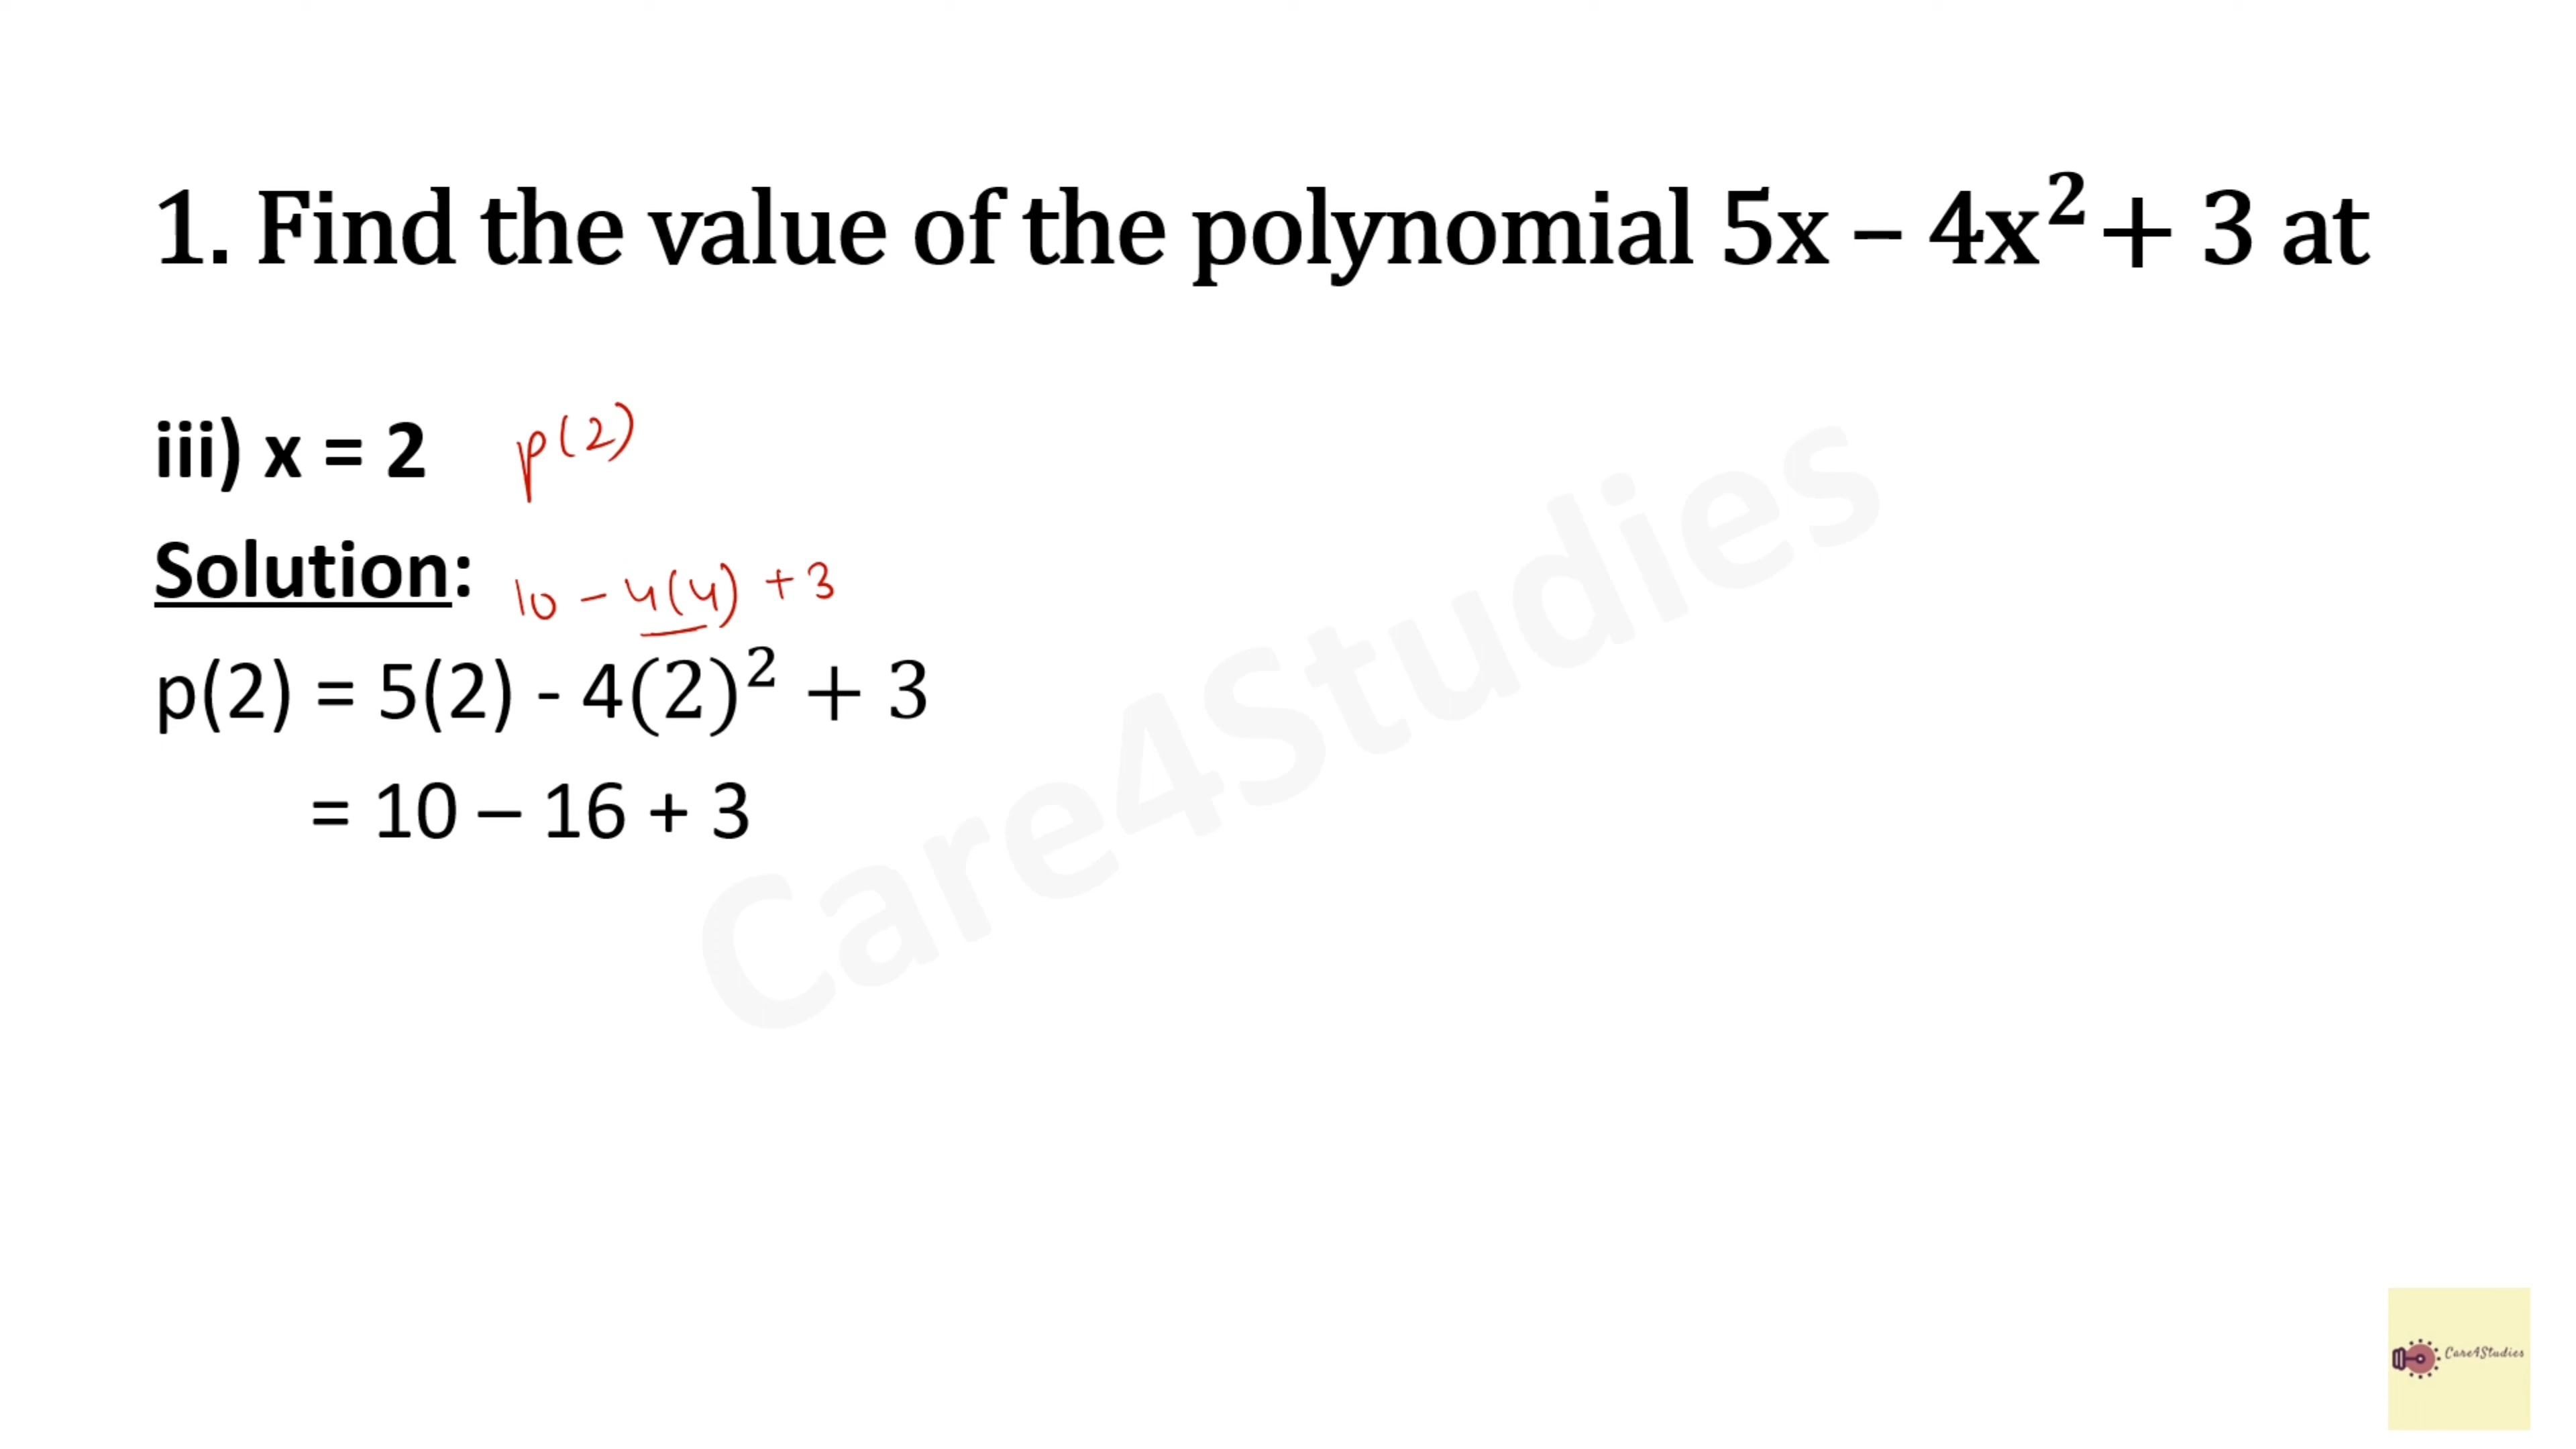 1. Find the value of the polynomial 5x – 4x² + 3 at
iii) x = 2 p(2)
Solution: 10 – 4(4) + 3
p(2) = 5(2) - 4(2)² + 3
= 10 – 16 + 3
Care4Studies
Care4Studies